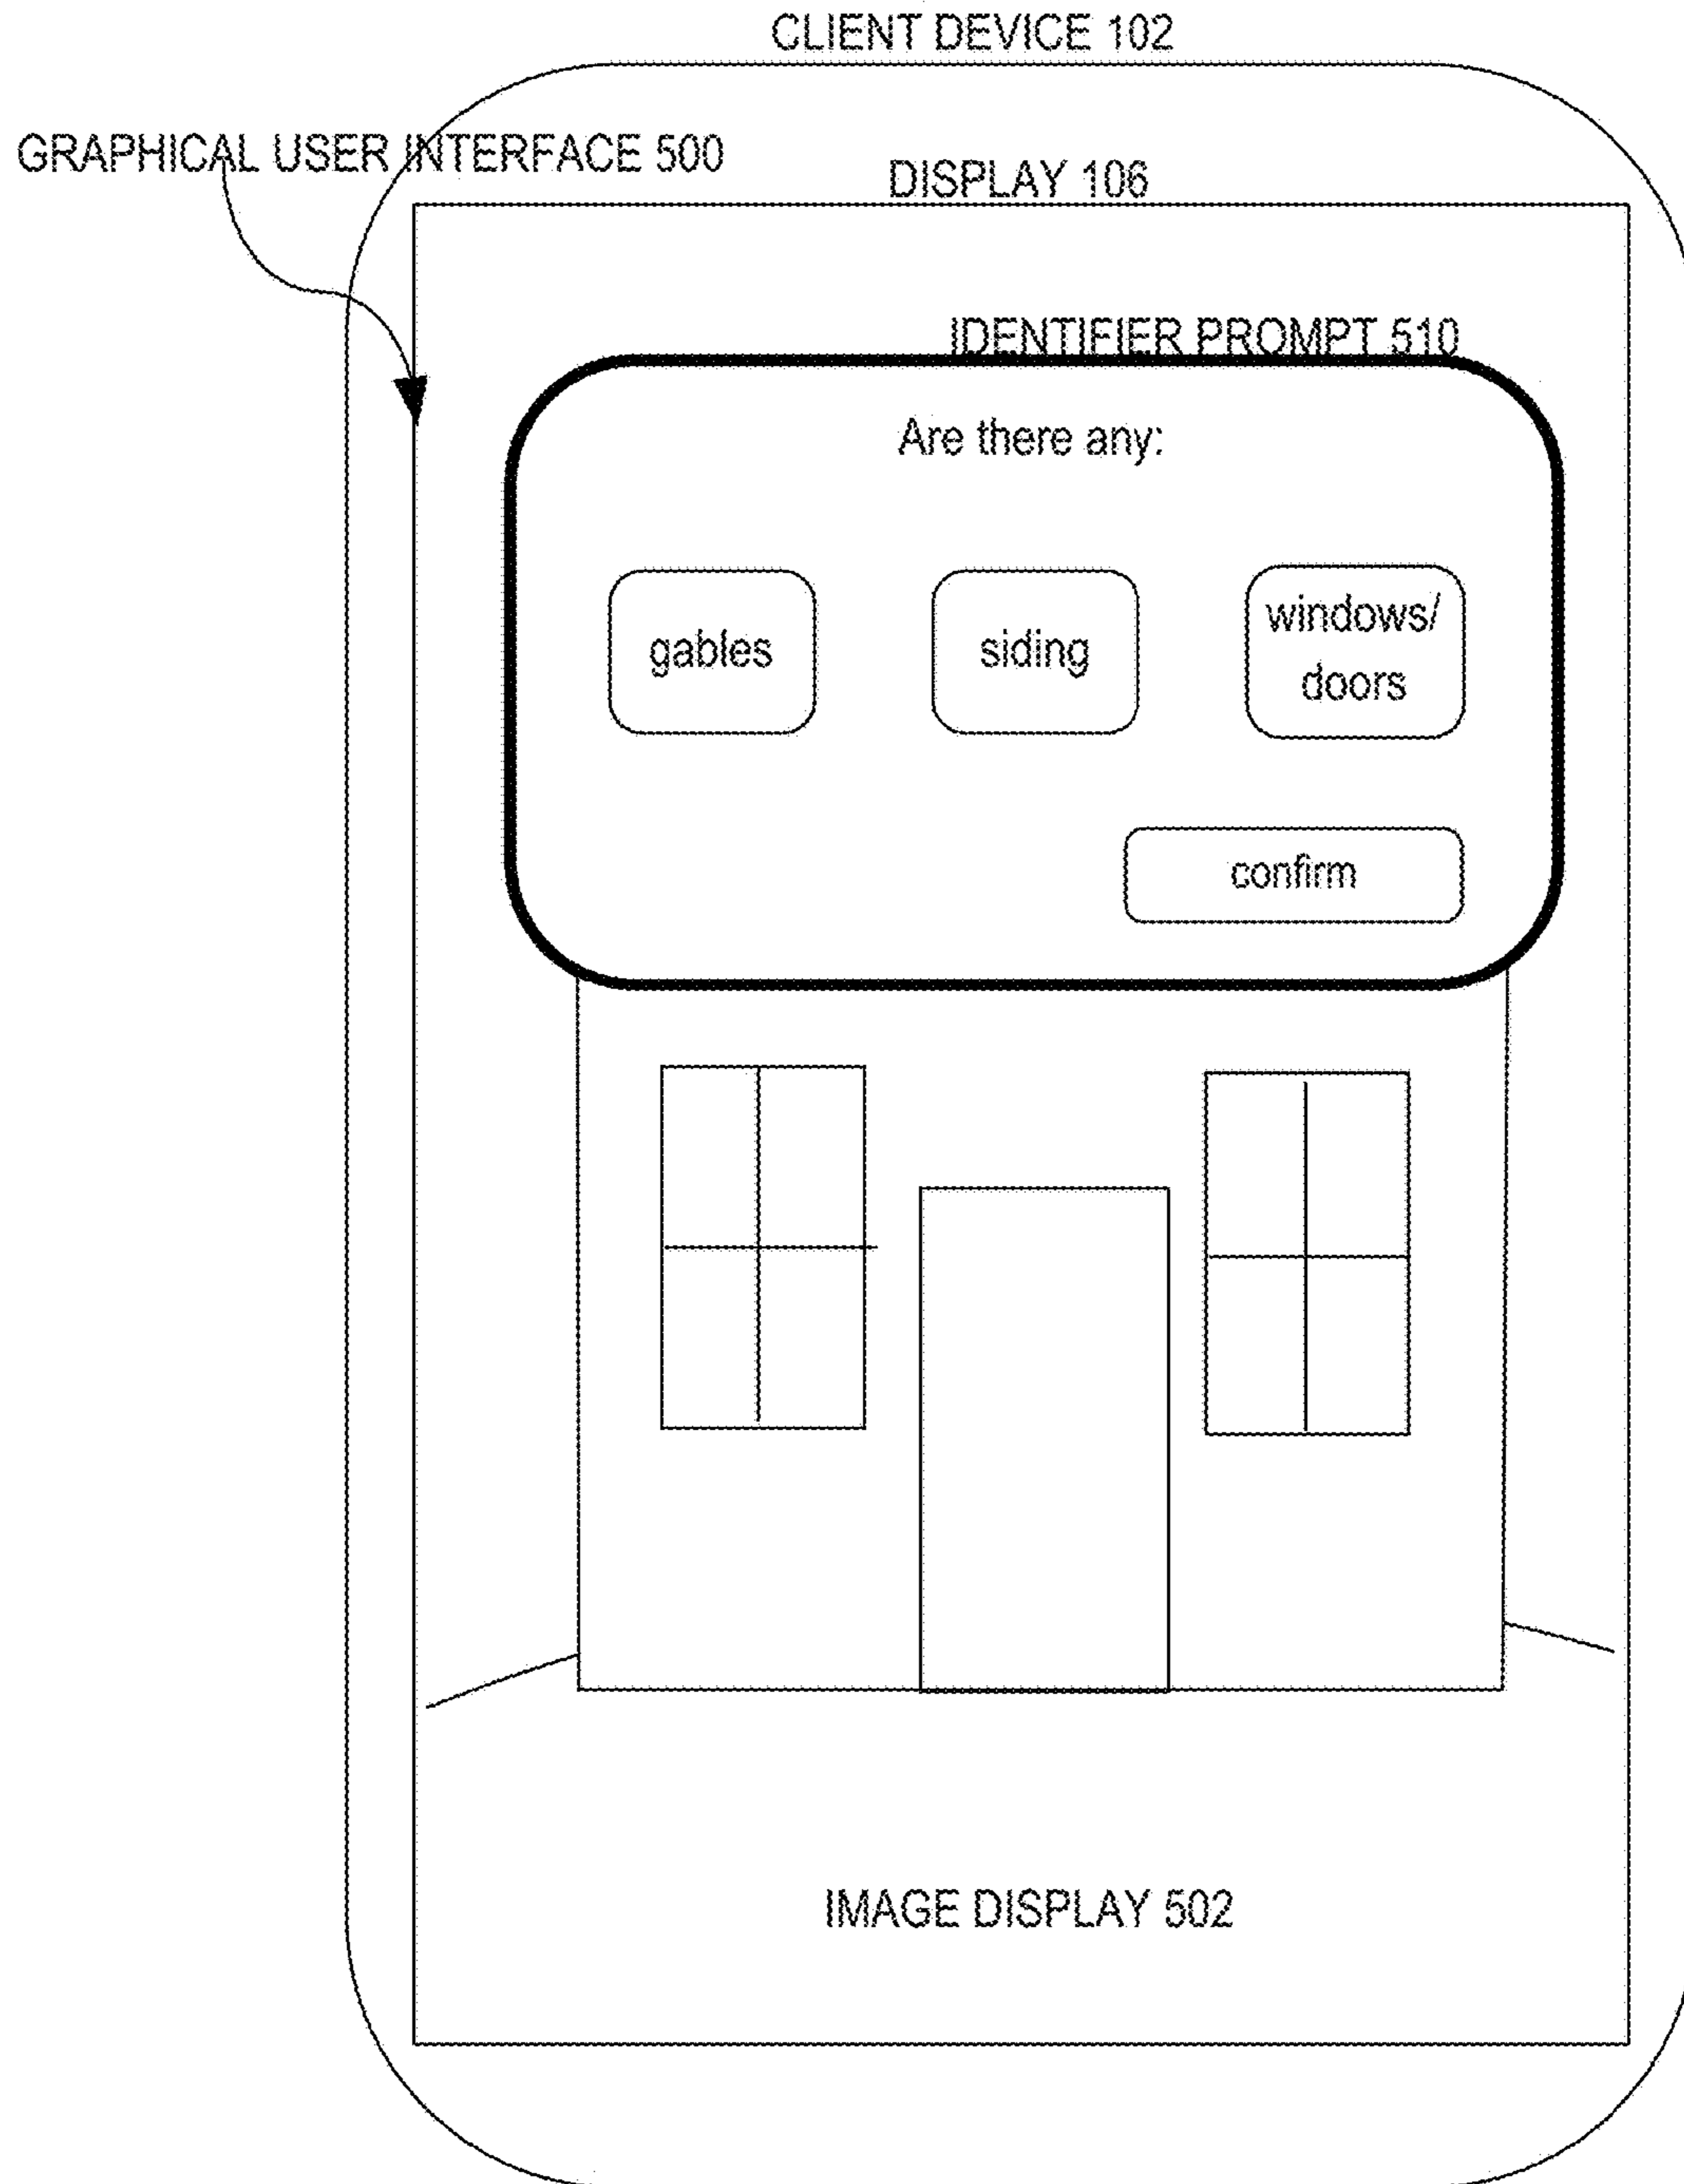 CLIENT DEVICE 102
GRAPHICAL USER INTERFACE 500
DISPLAY 106
IDENTIFIER PROMPT 510
Are there any:
gables
siding
windows/
doors
confirm
IMAGE DISPLAY 502